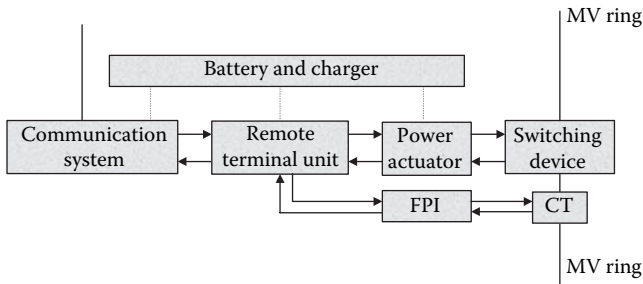 MV ring
Battery and charger
Communication
system
Remote
terminal unit
Power
actuator
Switching
device
FPI
CT
MV ring